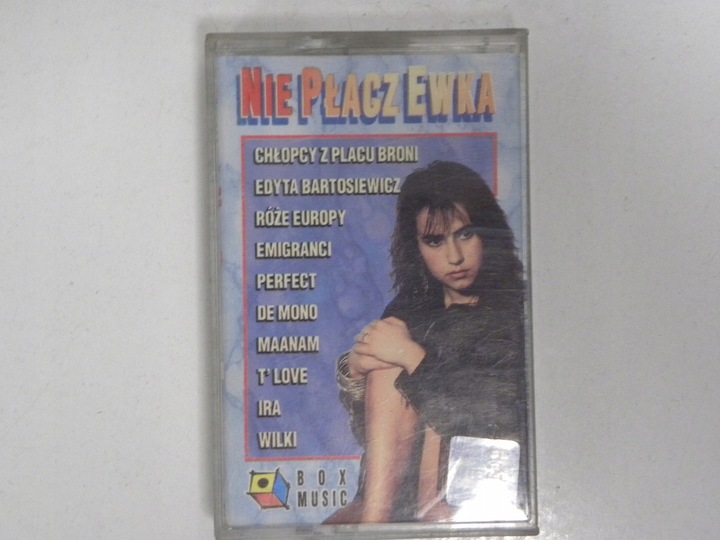 NIE PŁACZ EWKA
CHŁOPCY Z PLACU BRONI
EDYTA BARTOSIEWICZ
RÓŻE EUROPY
EMIGRANCI
PERFECT
DE MONO
MAANAM
T' LOVE
IRA
WILKI
BOX
MUSIC